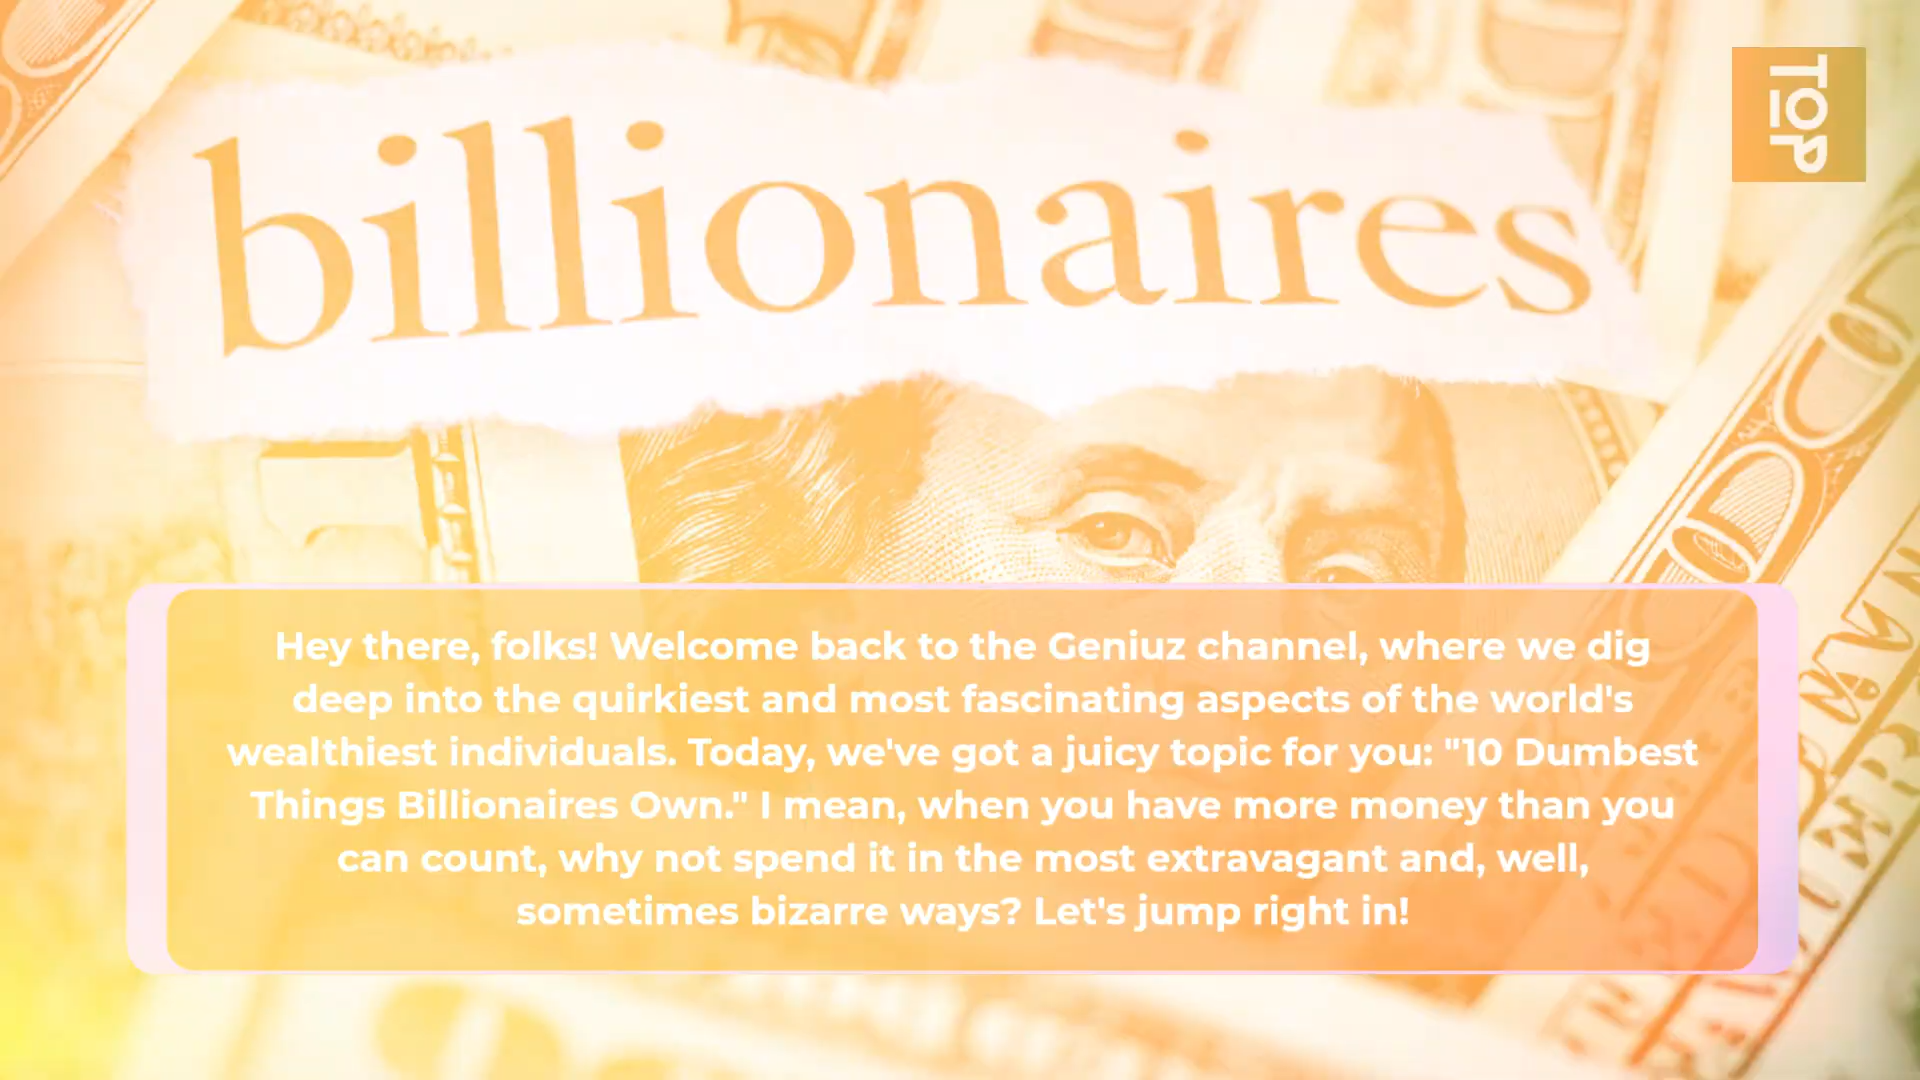 billionaires
TOP
Hey there, folks! Welcome back to the Geniuz channel, where we dig
deep into the quirkiest and most fascinating aspects of the world's
wealthiest individuals. Today, we've got a juicy topic for you: "10 Dumbest
Things Billionaires Own." I mean, when you have more money than you
can count, why not spend it in the most extravagant and, well,
sometimes bizarre ways? Let's jump right in!